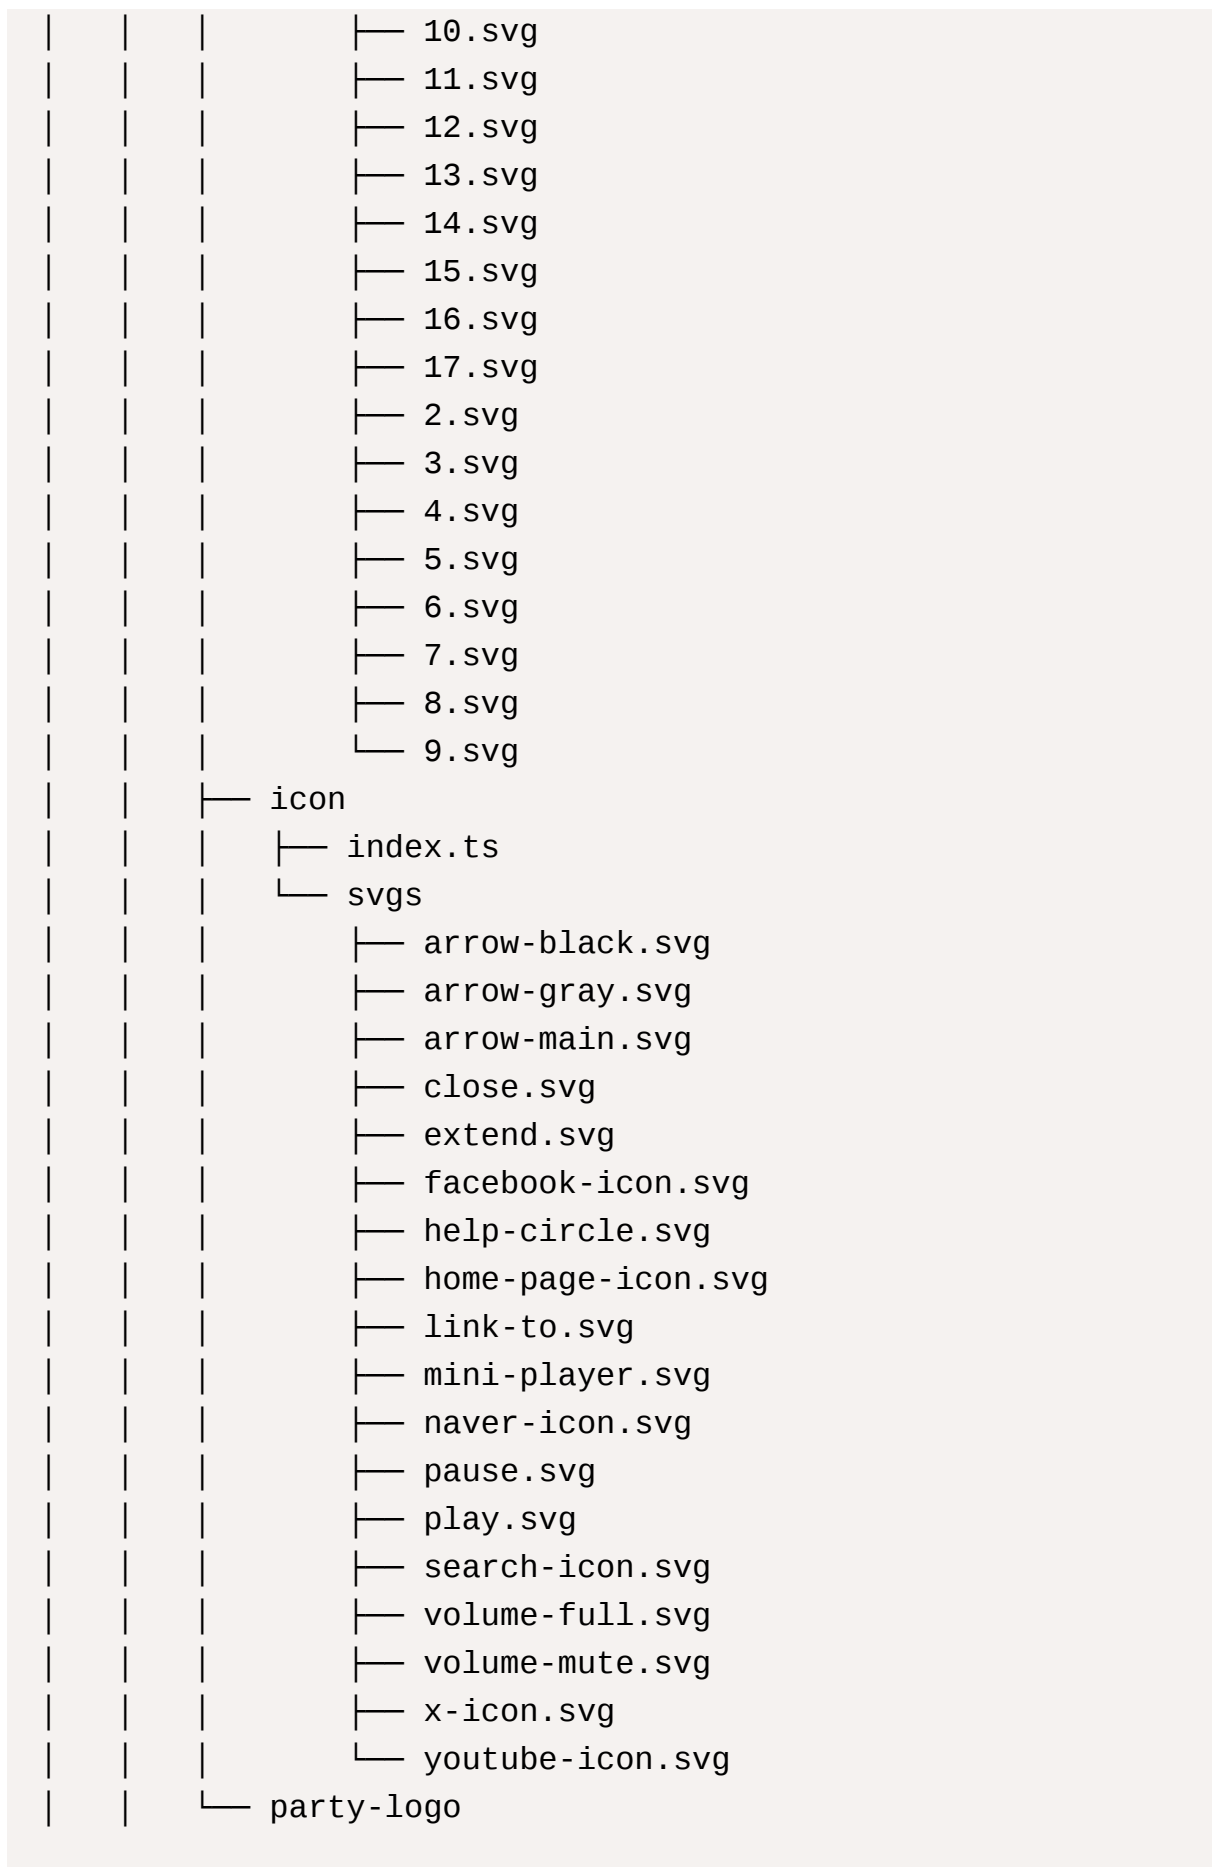 │   │   │       ├── 10.svg
│   │   │       ├── 11.svg
│   │   │       ├── 12.svg
│   │   │       ├── 13.svg
│   │   │       ├── 14.svg
│   │   │       ├── 15.svg
│   │   │       ├── 16.svg
│   │   │       ├── 17.svg
│   │   │       ├── 2.svg
│   │   │       ├── 3.svg
│   │   │       ├── 4.svg
│   │   │       ├── 5.svg
│   │   │       ├── 6.svg
│   │   │       ├── 7.svg
│   │   │       ├── 8.svg
│   │   │       └── 9.svg
│   │   ├── icon
│   │   │   ├── index.ts
│   │   │   └── svgs
│   │   │       ├── arrow-black.svg
│   │   │       ├── arrow-gray.svg
│   │   │       ├── arrow-main.svg
│   │   │       ├── close.svg
│   │   │       ├── extend.svg
│   │   │       ├── facebook-icon.svg
│   │   │       ├── help-circle.svg
│   │   │       ├── home-page-icon.svg
│   │   │       ├── link-to.svg
│   │   │       ├── mini-player.svg
│   │   │       ├── naver-icon.svg
│   │   │       ├── pause.svg
│   │   │       ├── play.svg
│   │   │       ├── search-icon.svg
│   │   │       ├── volume-full.svg
│   │   │       ├── volume-mute.svg
│   │   │       ├── x-icon.svg
│   │   │       └── youtube-icon.svg
│   │   └── party-logo